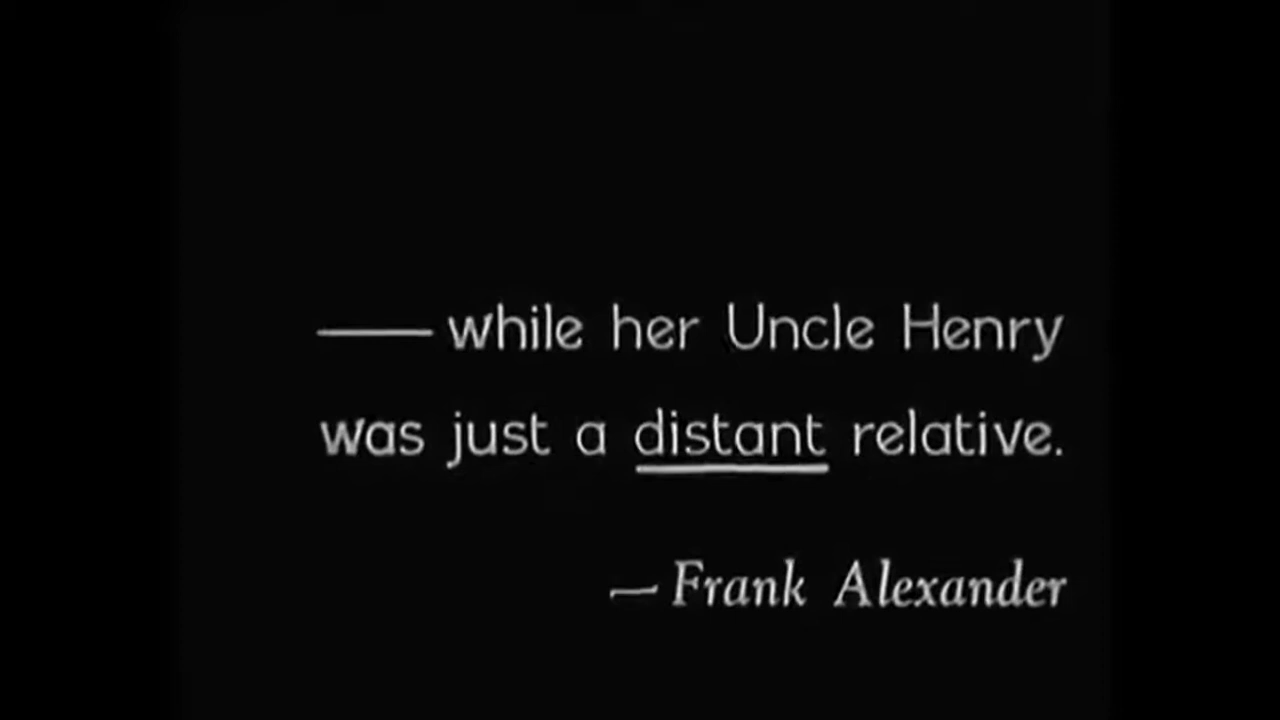 —— while her Uncle Henry
was just a distant relative.
— Frank Alexander